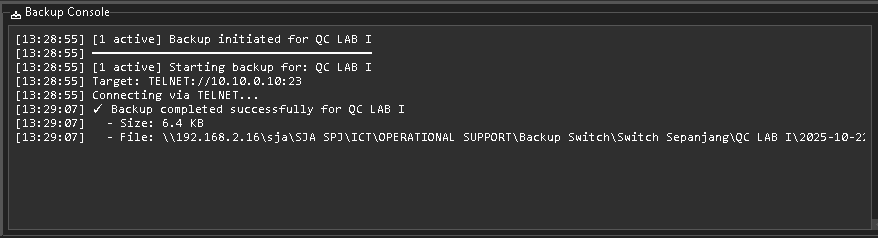 Backup Console
[13:28:55] [1 active] Backup initiated for QC LAB I
[13:28:55]
[13:28:55] [1 active] Starting backup for: QC LAB I
[13:28:55] Target: TELNET://10.10.0.10:23
[13:28:55] Connecting via TELNET...
[13:29:07] ✓ Backup completed successfully for QC LAB I
[13:29:07]   - Size: 6.4 KB
[13:29:07]   - File: \\192.168.2.16\sja\SJA SPJ\ICT\OPERATIONAL SUPPORT\Backup Switch\Switch Sepanjang\QC LAB I\2025-10-22